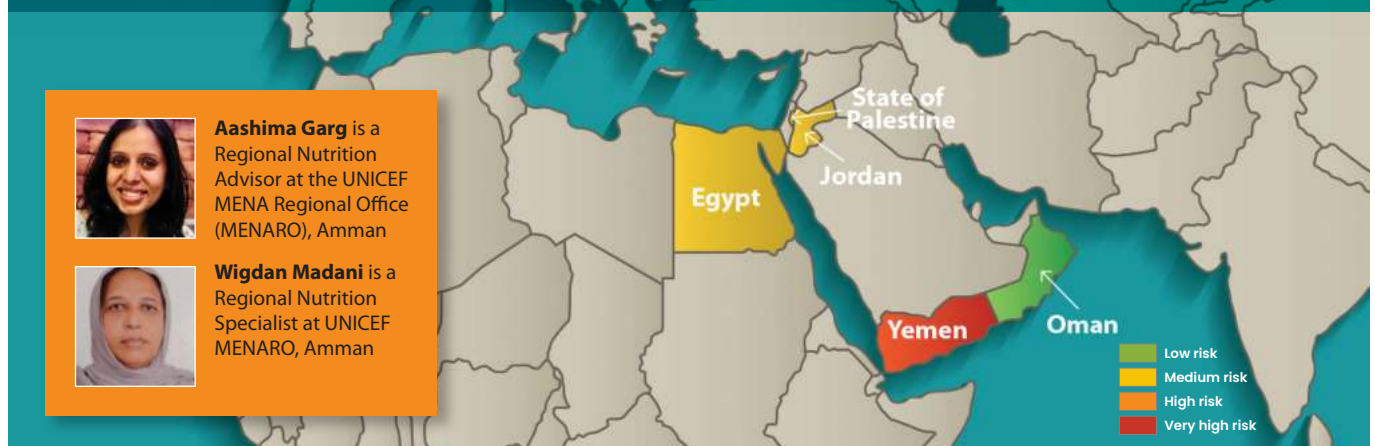 Aashima Garg is a
Regional Nutrition
Advisor at the UNICEF
MENA Regional Office
(MENARO), Amman
Wigdan Madani is a
Regional Nutrition
Specialist at UNICEF
MENARO, Amman
State of
Palestine
Jordan
Egypt
Yemen
Oman
Low risk
Medium risk
High risk
Very high risk